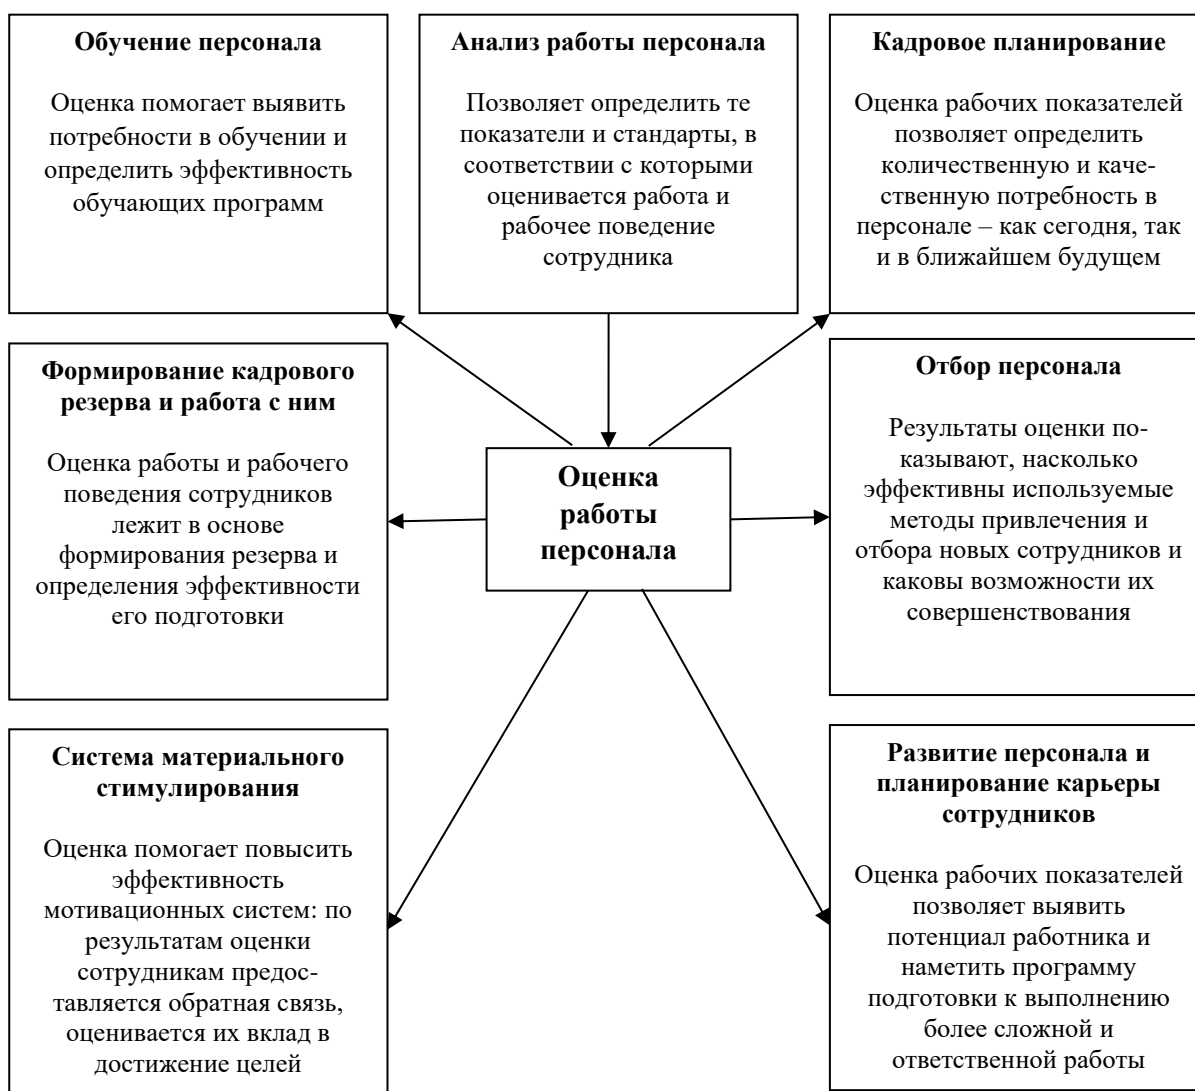 Обучение персонала
Оценка помогает выявить
потребности в обучении и
определить эффективность
обучающих программ
Анализ работы персонала
Позволяет определить те
показатели и стандарты, в
соответствии с которыми
оценивается работа и
рабочее поведение
сотрудника
Кадровое планирование
Оценка рабочих показателей
позволяет определить
количественную и каче-
ственную потребность в
персонале – как сегодня, так
и в ближайшем будущем
Формирование кадрового
резерва и работа с ним
Оценка работы и рабочего
поведения сотрудников
лежит в основе
формирования резерва и
определения эффективности
его подготовки
Оценка
работы
персонала
Отбор персонала
Результаты оценки по-
казывают, насколько
эффективны используемые
методы привлечения и
отбора новых сотрудников и
каковы возможности их
совершенствования
Система материального
стимулирования
Оценка помогает повысить
эффективность
мотивационных систем: по
результатам оценки
сотрудникам предос-
тавляется обратная связь,
оценивается их вклад в
достижение целей
Развитие персонала и
планирование карьеры
сотрудников
Оценка рабочих показателей
позволяет выявить
потенциал работника и
наметить программу
подготовки к выполнению
более сложной и
ответственной работы